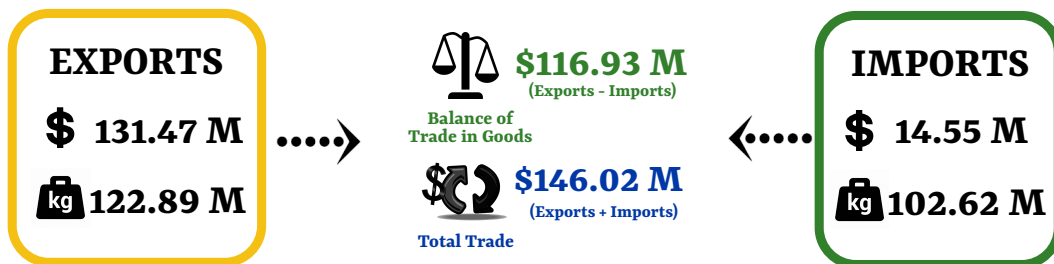 EXPORTS
$ 131.47 M
kg 122.89 M
$116.93 M
(Exports - Imports)
Balance of
Trade in Goods
$
$146.02 M
(Exports + Imports)
Total Trade
IMPORTS
$ 14.55 M
kg 102.62 M